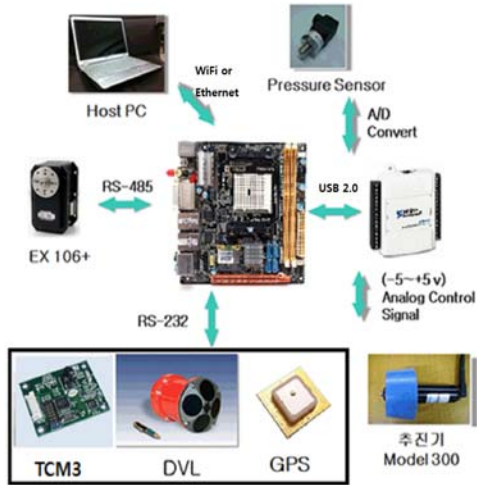 WiFi or
Ethernet
Host PC
Pressure Sensor
A/D
Convert
RS-485
USB 2.0
EX 106+
(-5~+5 v)
Analog Control
Signal
RS-232
TCM3
DVL
GPS
추진기
Model 300